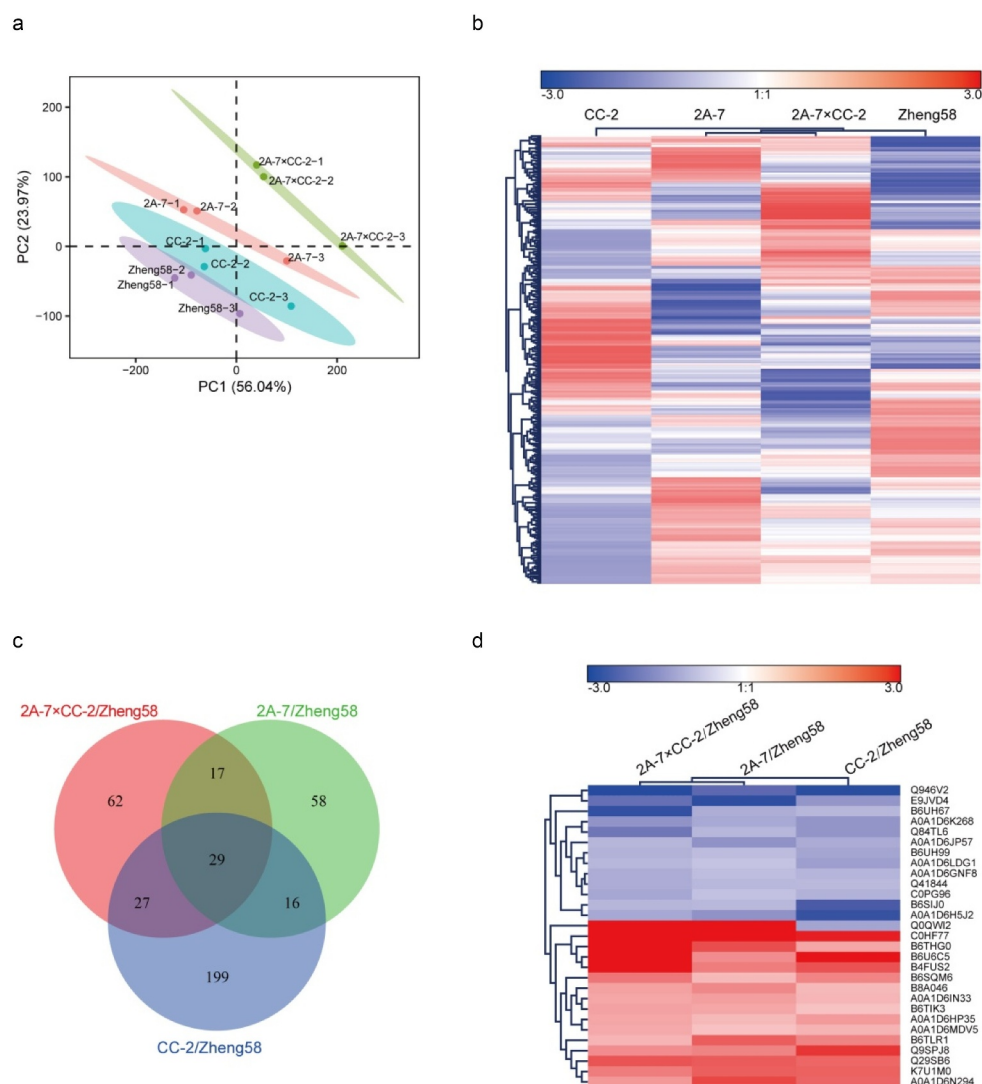 a
b
200
100
0
−100
PC2 (23.97%)
2A-7×CC-2-1
2A-7×CC-2-2
2A-7-1
2A-7-2
2A-7×CC-2-3
CC-2-1
CC-2-2
2A-7-3
Zheng58-2
Zheng58-1
CC-2-3
Zheng58-3
−200
0
200
PC1 (56.04%)
-3.0
1:1
3.0
CC-2
2A-7
2A-7×CC-2
Zheng58
c
d
2A-7×CC-2/Zheng58
2A-7/Zheng58
17
62
58
29
27
16
199
CC-2/Zheng58
-3.0
1:1
3.0
2A-7×CC-2/Zheng58
2A-7/Zheng58
CC-2/Zheng58
Q946V2
E9JVD4
B6UH67
A0A1D6K268
Q84TL6
A0A1D6JP57
B6UH99
A0A1D6LDG1
A0A1D6GNF8
Q41844
C0PG96
B6SIJ0
A0A1D6H5J2
Q0QWI2
C0HF77
B6THG0
B6U6C5
B4FUS2
B6SQM6
B8A046
A0A1D6IN33
B6TIK3
A0A1D6HP35
A0A1D6MDV5
B6TLR1
Q9SPJ8
Q29SB6
K7U1M0
A0A1D6N294